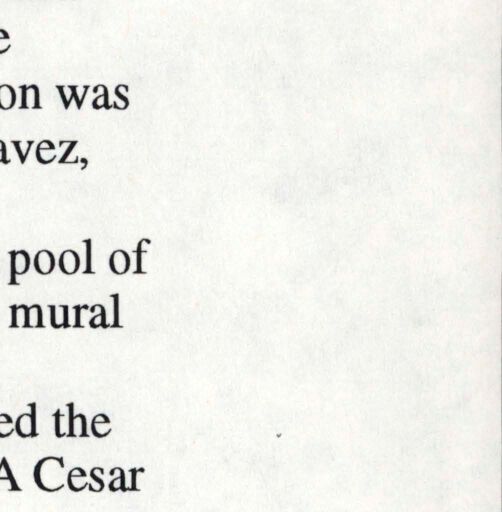 e
on was
avez,
pool of
mural
ed the
A Cesar